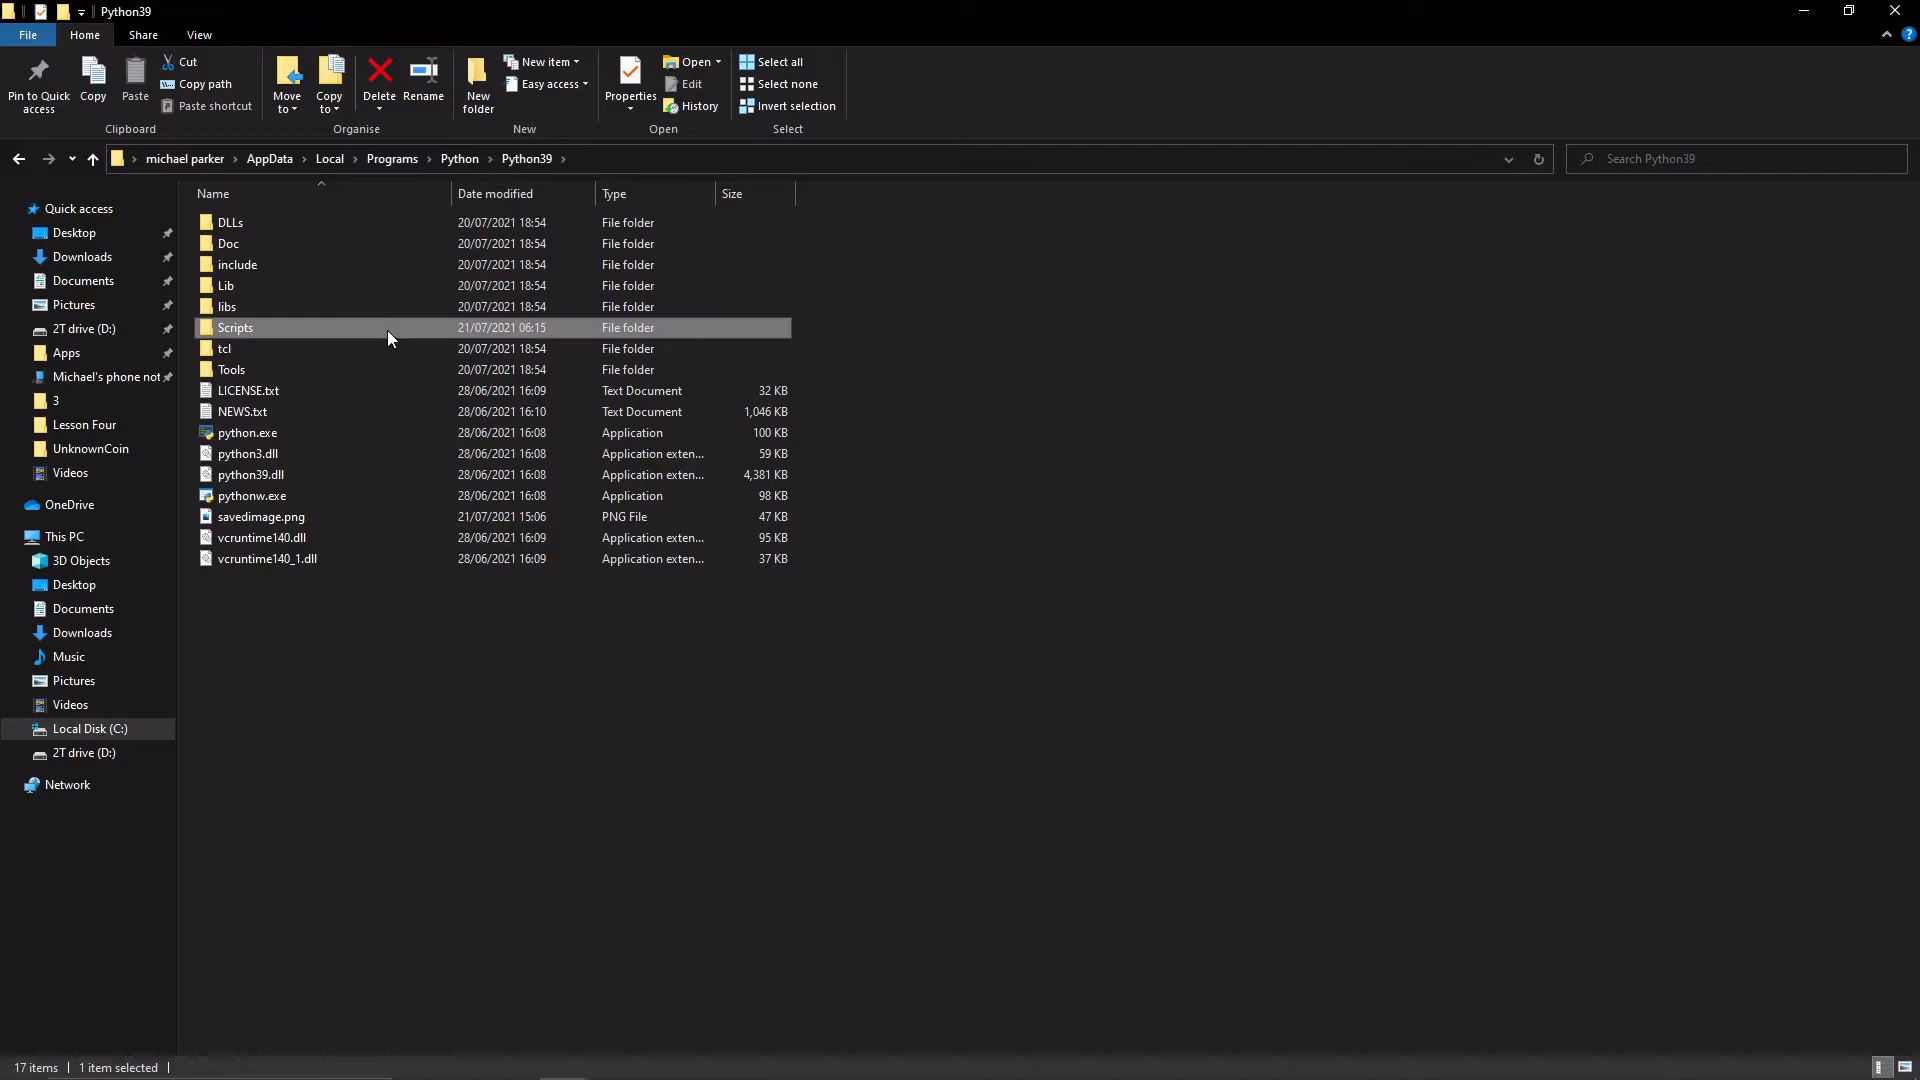 Python39
File Home Share View
Pin to Quick access
Copy
Paste
Cut
Copy path
Paste shortcut
Clipboard
Move to
Copy to
Delete
Rename
Organise
New folder
New item
Easy access
New
Properties
Open
Edit
History
Open
Select all
Select none
Invert selection
Select
michael parker AppData Local Programs Python Python39
Search Python39
Quick access
Desktop
Downloads
Documents
Pictures
2T drive (D:)
Apps
Michael's phone not
3
Lesson Four
UnknownCoin
Videos
OneDrive
This PC
3D Objects
Desktop
Documents
Downloads
Music
Pictures
Videos
Local Disk (C:)
2T drive (D:)
Network
Name Date modified Type Size
DLLs 20/07/2021 18:54 File folder
Doc 20/07/2021 18:54 File folder
include 20/07/2021 18:54 File folder
Lib 20/07/2021 18:54 File folder
libs 20/07/2021 18:54 File folder
Scripts 21/07/2021 06:15 File folder
tcl 20/07/2021 18:54 File folder
Tools 20/07/2021 18:54 File folder
LICENSE.txt 28/06/2021 16:09 Text Document 32 KB
NEWS.txt 28/06/2021 16:10 Text Document 1,046 KB
python.exe 28/06/2021 16:08 Application 100 KB
python3.dll 28/06/2021 16:08 Application exten... 59 KB
python39.dll 28/06/2021 16:08 Application exten... 4,381 KB
pythonw.exe 28/06/2021 16:08 Application 98 KB
savedimage.png 21/07/2021 15:06 PNG File 47 KB
vcruntime140.dll 28/06/2021 16:09 Application exten... 95 KB
vcruntime140_1.dll 28/06/2021 16:09 Application exten... 37 KB
17 items 1 item selected